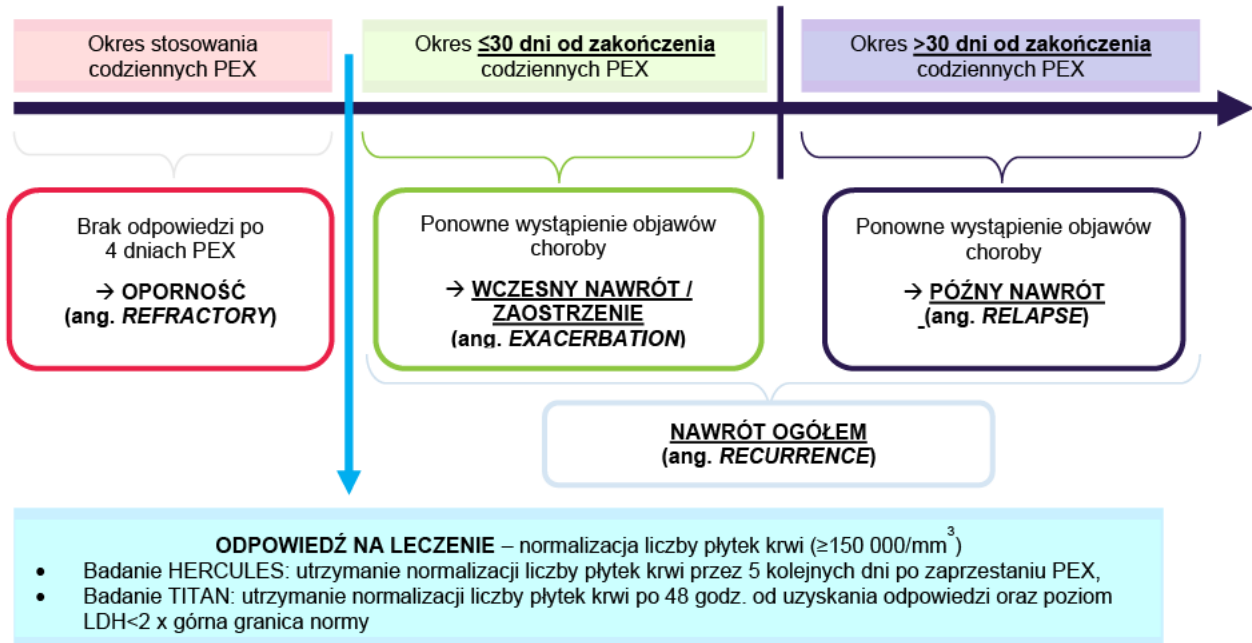 Okres stosowania
codziennych PEX
Okres ≤30 dni od zakończenia
codziennych PEX
Okres >30 dni od zakończenia
codziennych PEX
Brak odpowiedzi po
4 dniach PEX
→ OPORNOŚĆ
(ang. REFRACTORY)
Ponowne wystąpienie objawów
choroby
→ WCZESNY NAWRÓT /
ZAOSTRZENIE
(ang. EXACERBATION)
Ponowne wystąpienie objawów
choroby
→ PÓŹNY NAWRÓT
(ang. RELAPSE)
NAWRÓT OGÓŁEM
(ang. RECURRENCE)
ODPOWIEDŹ NA LECZENIE – normalizacja liczby płytek krwi (≥150 000/mm³)
• Badanie HERCULES: utrzymanie normalizacji liczby płytek krwi przez 5 kolejnych dni po zaprzestaniu PEX,
• Badanie TITAN: utrzymanie normalizacji liczby płytek krwi po 48 godz. od uzyskania odpowiedzi oraz poziom
LDH<2 x górna granica normy